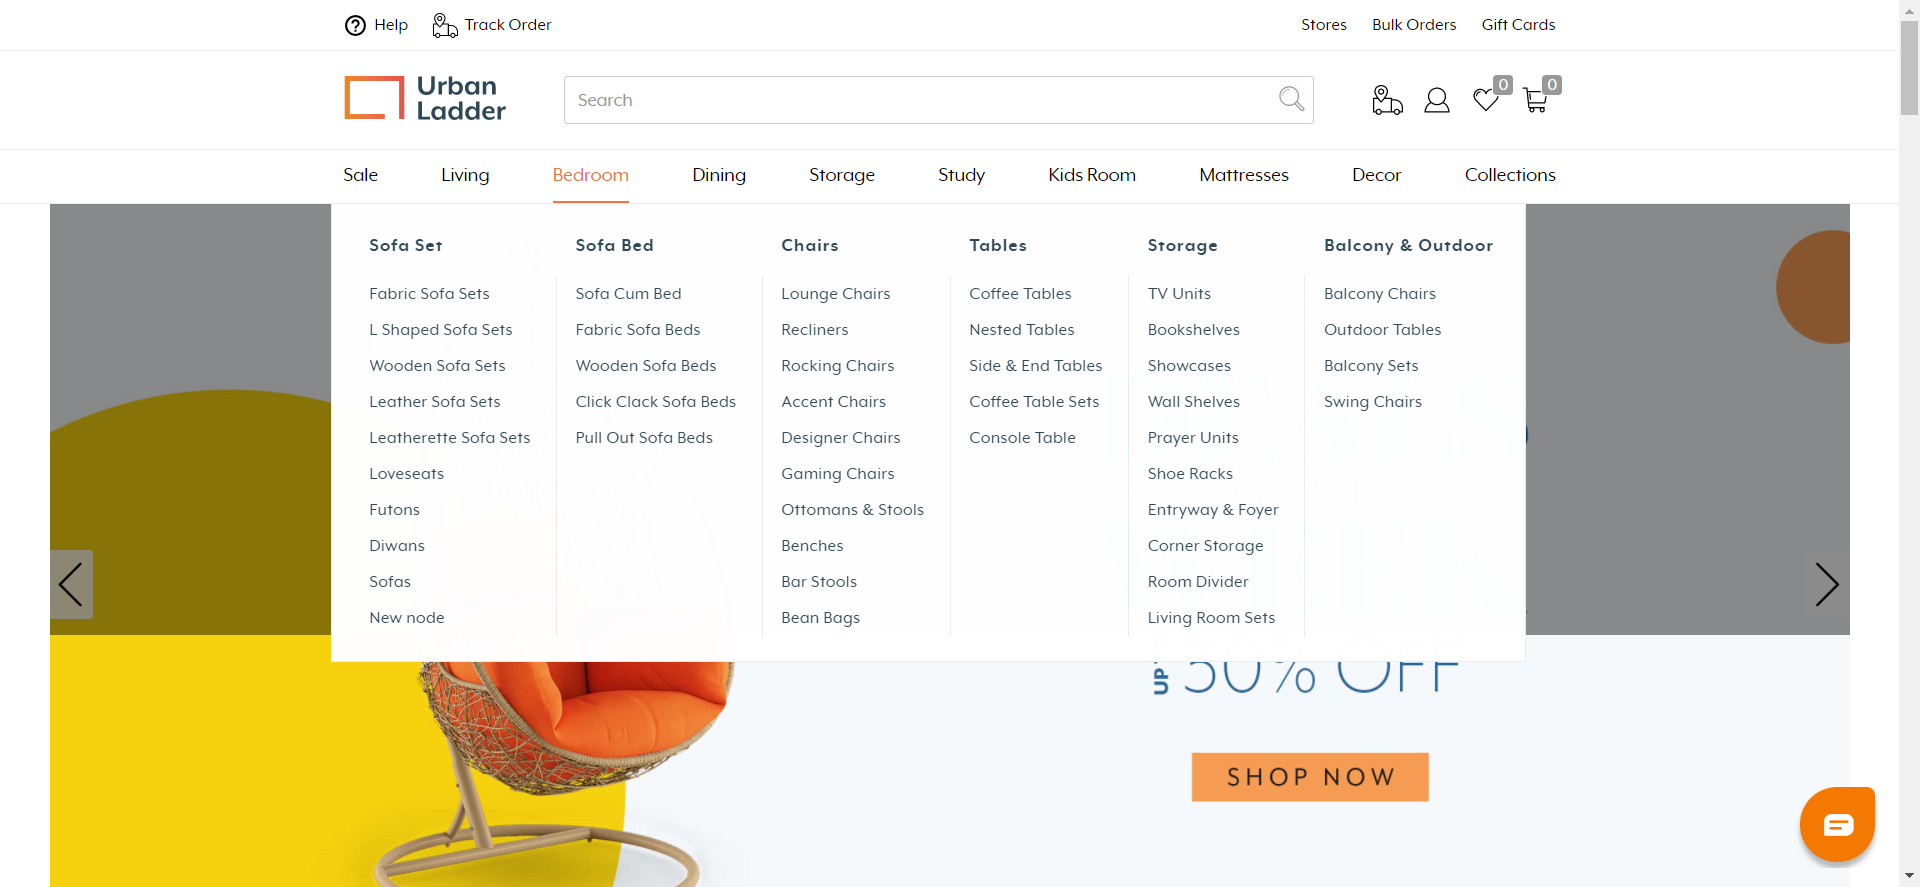 Help
Track Order
Stores
Bulk Orders
Gift Cards
Urban
Ladder
Search
0
0
Sale
Living
Bedroom
Dining
Storage
Study
Kids Room
Mattresses
Decor
Collections
Sofa Set
Fabric Sofa Sets
L Shaped Sofa Sets
Wooden Sofa Sets
Leather Sofa Sets
Leatherette Sofa Sets
Loveseats
Futons
Diwans
Sofas
New node
Sofa Bed
Sofa Cum Bed
Fabric Sofa Beds
Wooden Sofa Beds
Click Clack Sofa Beds
Pull Out Sofa Beds
Chairs
Lounge Chairs
Recliners
Rocking Chairs
Accent Chairs
Designer Chairs
Gaming Chairs
Ottomans & Stools
Benches
Bar Stools
Bean Bags
Tables
Coffee Tables
Nested Tables
Side & End Tables
Coffee Table Sets
Console Table
Storage
TV Units
Bookshelves
Showcases
Wall Shelves
Prayer Units
Shoe Racks
Entryway & Foyer
Corner Storage
Room Divider
Living Room Sets
Balcony & Outdoor
Balcony Chairs
Outdoor Tables
Balcony Sets
Swing Chairs
UP 50% OFF
SHOP NOW